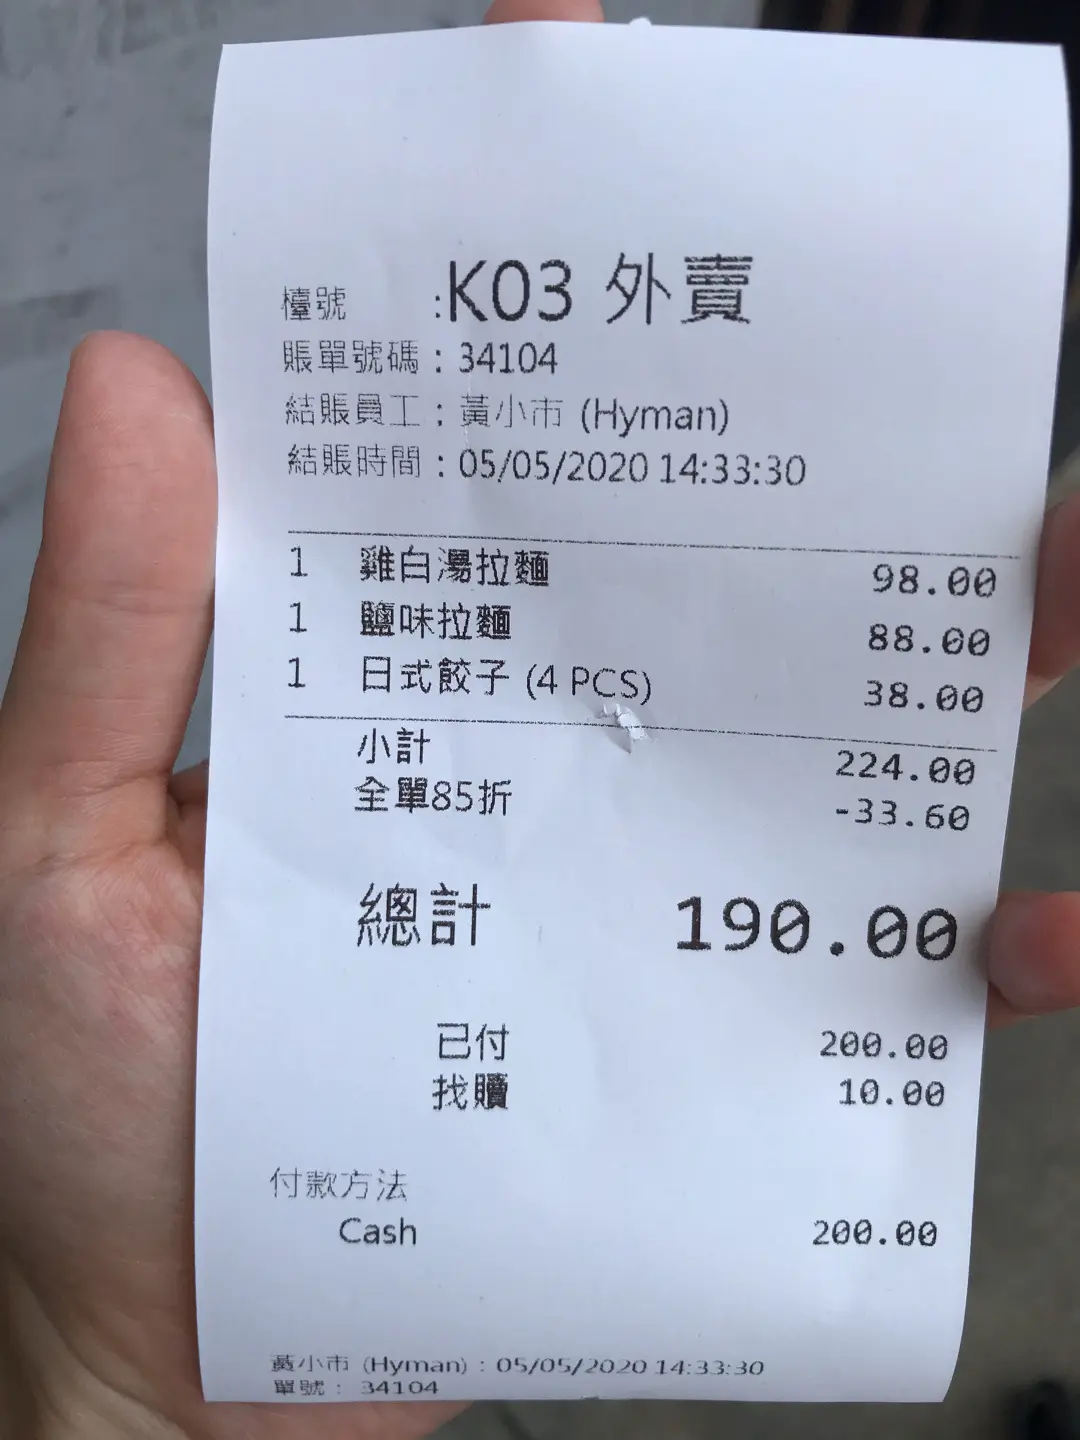 檯號 :K03 外賣
賬單號碼 : 34104
結賬員工 : 黃小市 (Hyman)
結賬時間 : 05/05/2020 14:33:30
1 雞白湯拉麵 98.00
1 鹽味拉麵 88.00
1 日式餃子 (4 PCS) 38.00
小計 224.00
全單85折 -33.60
總計 190.00
已付 200.00
找贖 10.00
付款方法
Cash 200.00
黃小市 (Hyman) : 05/05/2020 14:33:30
單號 : 34104